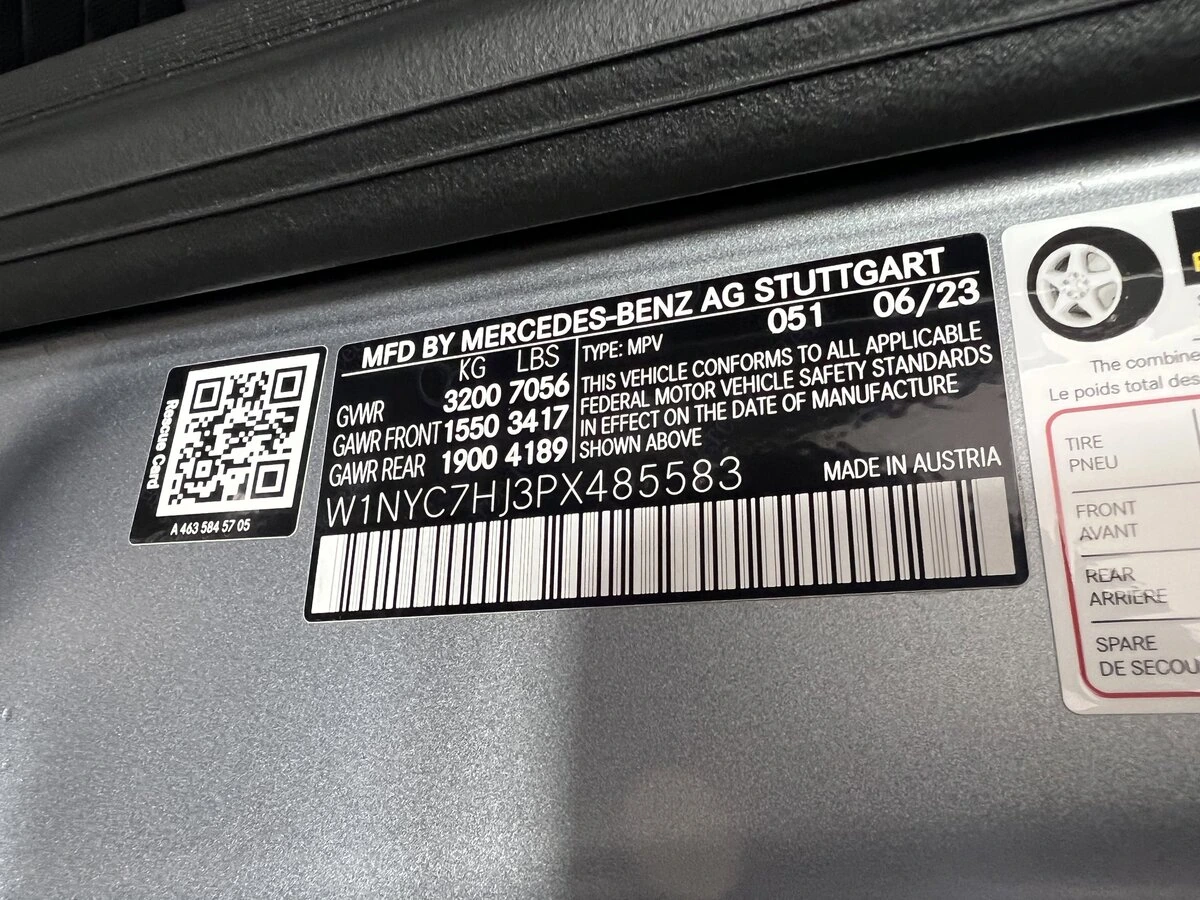 MFD BY MERCEDES-BENZ AG STUTTGART
KG LBS
GVWR 3200 7056
GAWR FRONT 1550 3417
GAWR REAR 1900 4189
TYPE: MPV
051 06/23
THIS VEHICLE CONFORMS TO ALL APPLICABLE
FEDERAL MOTOR VEHICLE SAFETY STANDARDS
IN EFFECT ON THE DATE OF MANUFACTURE
SHOWN ABOVE
W1NYC7HJ3PX485583
MADE IN AUSTRIA
Rescue Card
A 463 584 57 05
The combine
Le poids total des
TIRE
PNEU
FRONT
AVANT
REAR
ARRIÈRE
SPARE
DE SECOU